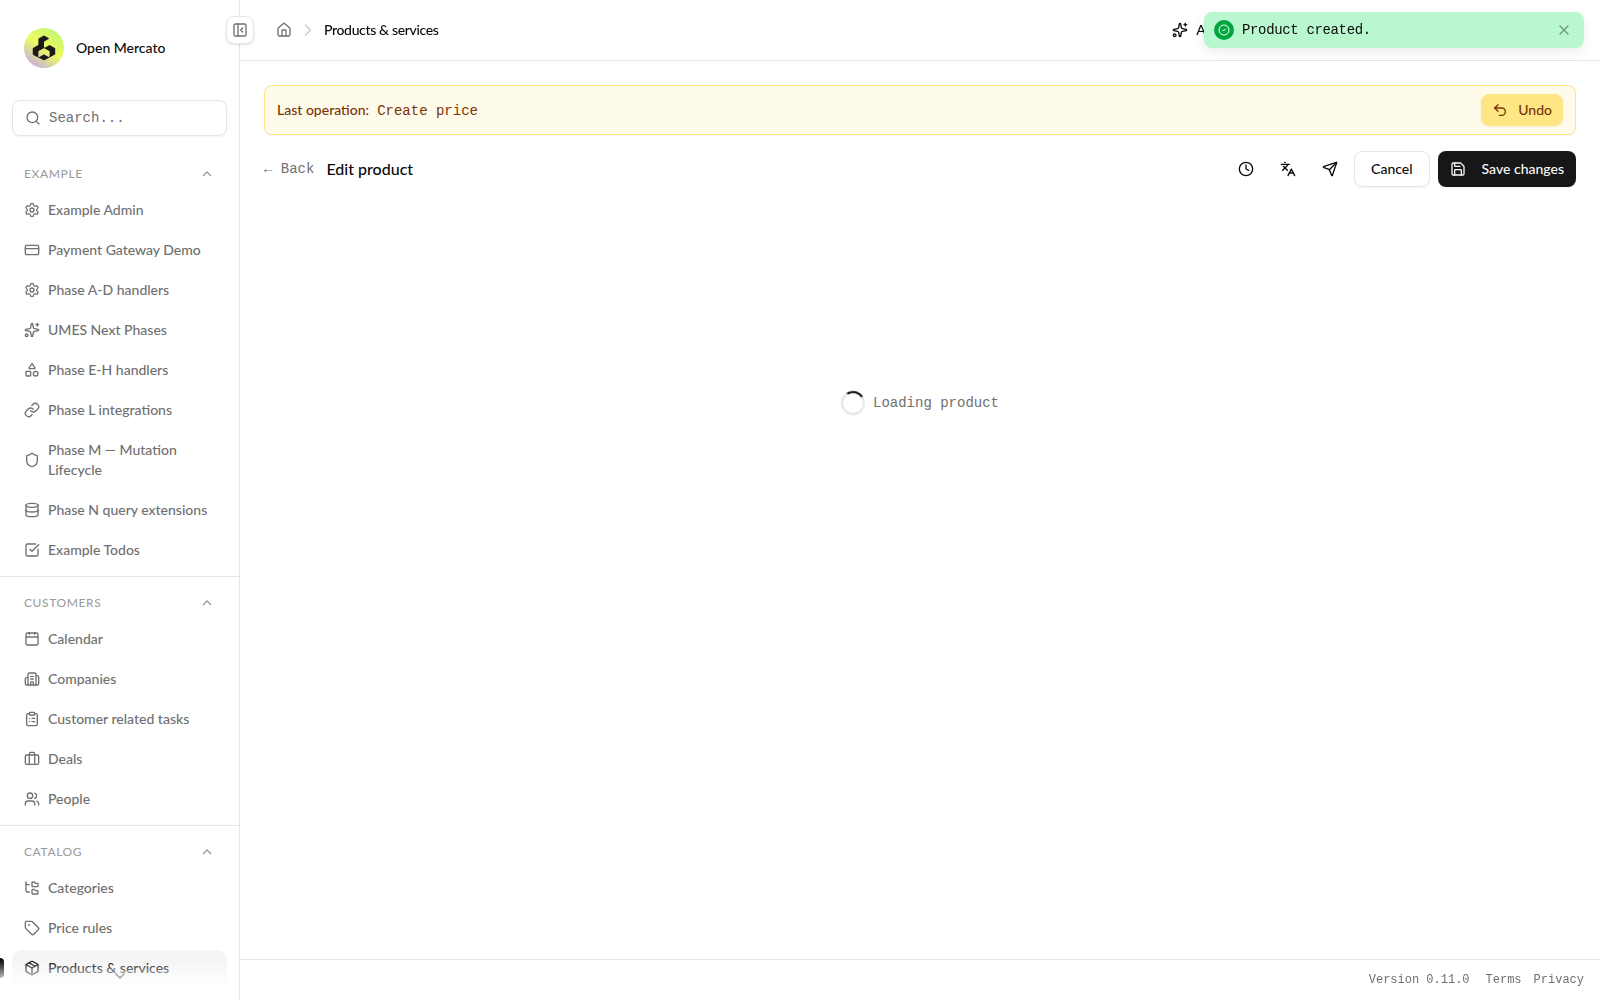 Open Mercato
Search...
EXAMPLE
Example Admin
Payment Gateway Demo
Phase A-D handlers
UMES Next Phases
Phase E-H handlers
Phase L integrations
Phase M — Mutation
Lifecycle
Phase N query extensions
Example Todos
CUSTOMERS
Calendar
Companies
Customer related tasks
Deals
People
CATALOG
Categories
Price rules
Products & services
Products & services
Product created.
Last operation: Create price
Undo
← Back Edit product
Cancel
Save changes
Loading product
Version 0.11.0 Terms Privacy